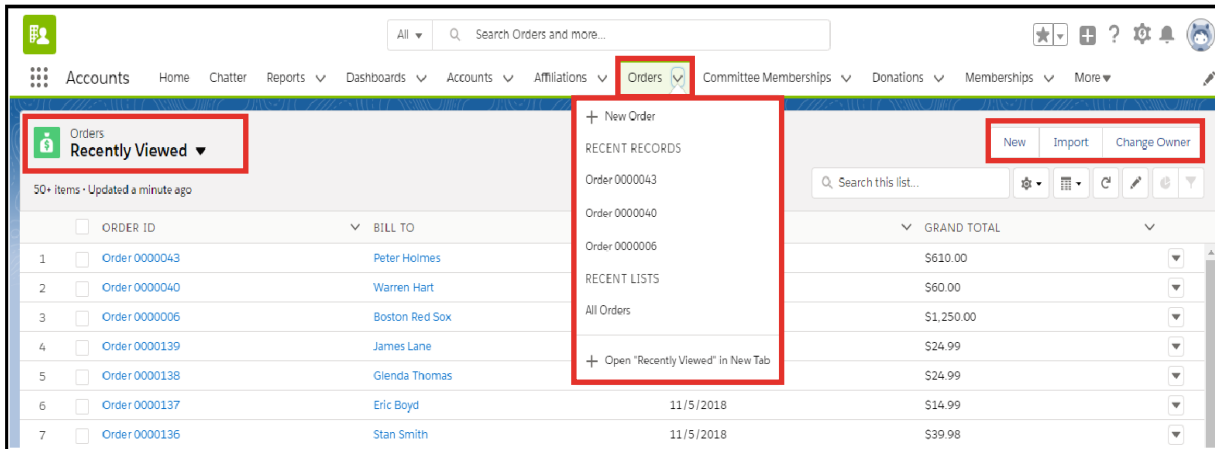 All Search Orders and more...
Accounts Home Chatter Reports Dashboards Accounts Affiliations Orders Committee Memberships Donations Memberships More
Orders
Recently Viewed
New Import Change Owner
50+ items • Updated a minute ago
Search this list...
+ New Order
RECENT RECORDS
Order 0000043
Order 0000040
Order 0000006
RECENT LISTS
All Orders
+ Open "Recently Viewed" in New Tab
ORDER ID BILL TO GRAND TOTAL
1 Order 0000043 Peter Holmes $610.00
2 Order 0000040 Warren Hart $60.00
3 Order 0000006 Boston Red Sox $1,250.00
4 Order 0000139 James Lane $24.99
5 Order 0000138 Glenda Thomas $24.99
6 Order 0000137 Eric Boyd 11/5/2018 $14.99
7 Order 0000136 Stan Smith 11/5/2018 $39.98